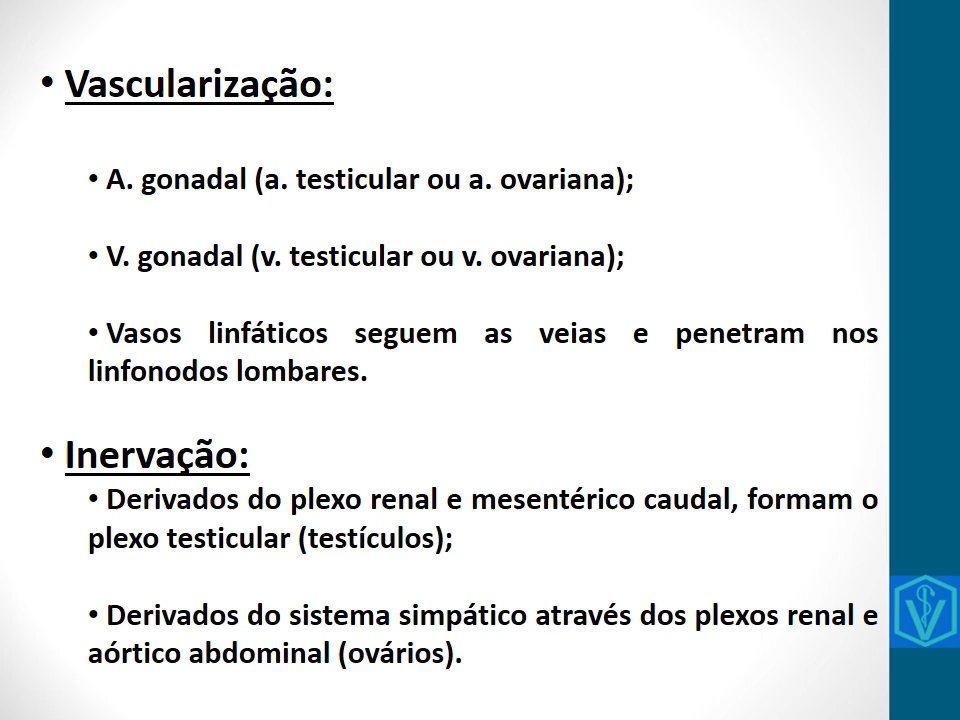 • Vascularização:
• A. gonadal (a. testicular ou a. ovariana);
• V. gonadal (v. testicular ou v. ovariana);
• Vasos linfáticos seguem as veias e penetram nos
linfonodos lombares.
• Inervação:
• Derivados do plexo renal e mesentérico caudal, formam o
plexo testicular (testículos);
• Derivados do sistema simpático através dos plexos renal e
aórtico abdominal (ovários).
V